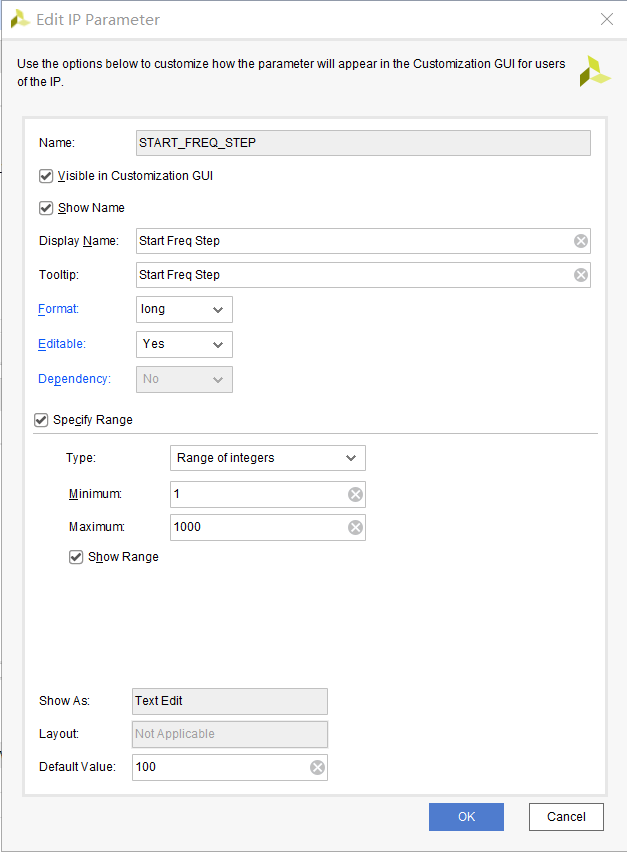 Edit IP Parameter
Use the options below to customize how the parameter will appear in the Customization GUI for users
of the IP.
Name: START_FREQ_STEP
Visible in Customization GUI
Show Name
Display Name: Start Freq Step
Tooltip: Start Freq Step
Format: long
Editable: Yes
Dependency: No
Specify Range
Type: Range of integers
Minimum: 1
Maximum: 1000
Show Range
Show As: Text Edit
Layout: Not Applicable
Default Value: 100
OK Cancel